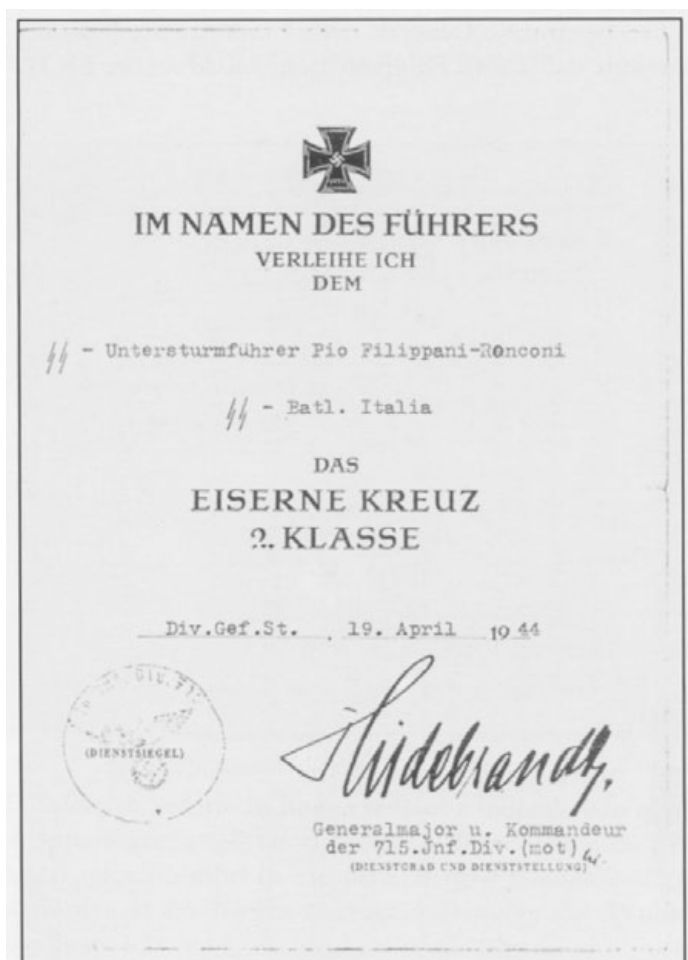 IM NAMEN DES FÜHRERS
VERLEIHE ICH
DEM
ᛋᛋ - Untersturmführer Pio Filippani-Ronconi
ᛋᛋ - Batl. Italia
DAS
EISERNE KREUZ
2. KLASSE
Div.Gef.St. , 19. April 1944
(DIENSTSIEGEL)
Hildebrandt.
Generalmajor u. Kommandeur
der 715.Jnf.Div.(mot)
(DIENSTGRAD UND DIENSTSTELLUNG)